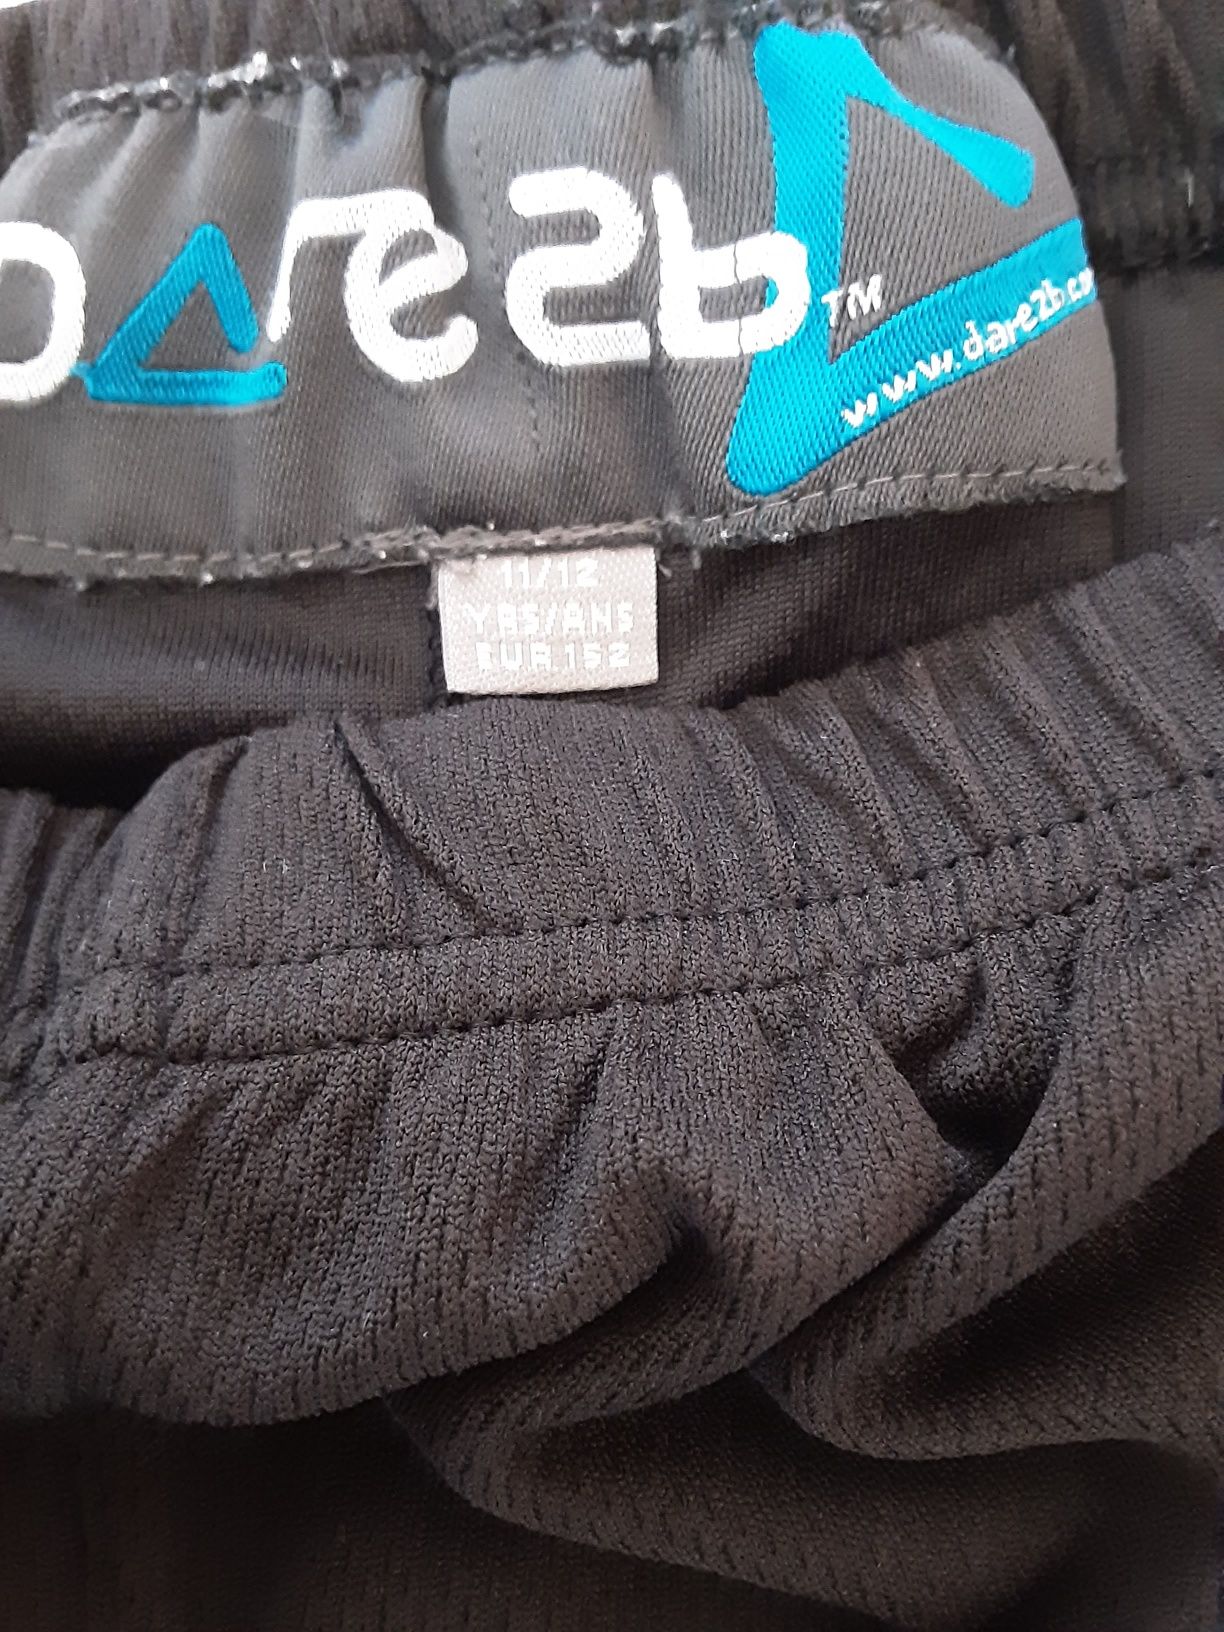 Dare2b TM
www.dare2b.co
11/12
YRS/ANS
EUR 152